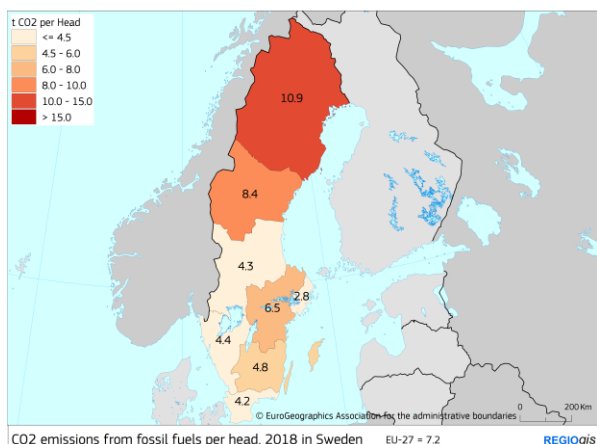 t CO2 per Head
<= 4.5
4.5 - 6.0
6.0 - 8.0
8.0 - 10.0
10.0 - 15.0
> 15.0
10.9
8.4
4.3
2.8
6.5
4.4
4.8
4.2
© EuroGeographics Association for the administrative boundaries
0 200 Km
CO2 emissions from fossil fuels per head, 2018 in Sweden EU-27 = 7.2 REGIOgis